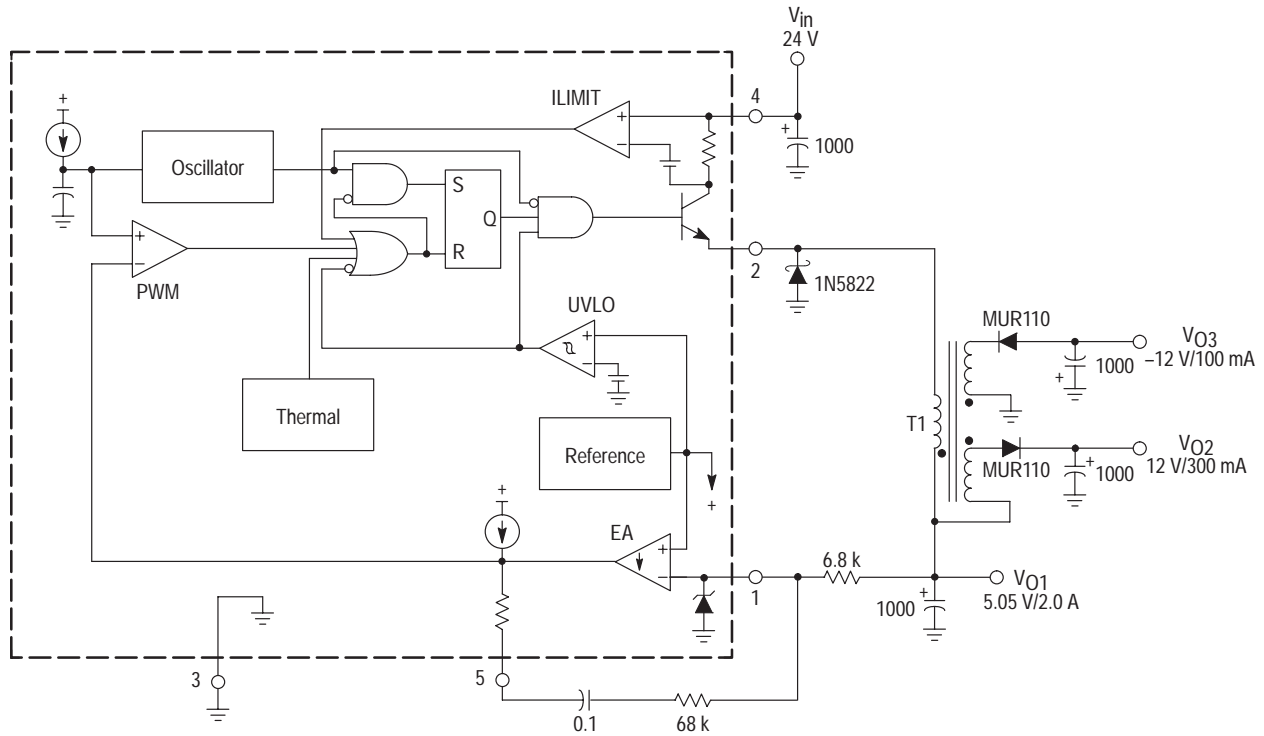 Vin
24 V
+
ILIMIT
4
+
–
+
1000
Oscillator
S
Q
R
+
–
PWM
2
1N5822
UVLO
+
–
MUR110
1000
+
VO3
–12 V/100 mA
Thermal
Reference
T1
MUR110
+
1000
VO2
12 V/300 mA
+
+
EA
+
–
1
6.8 k
+
1000
VO1
5.05 V/2.0 A
3
5
0.1
68 k